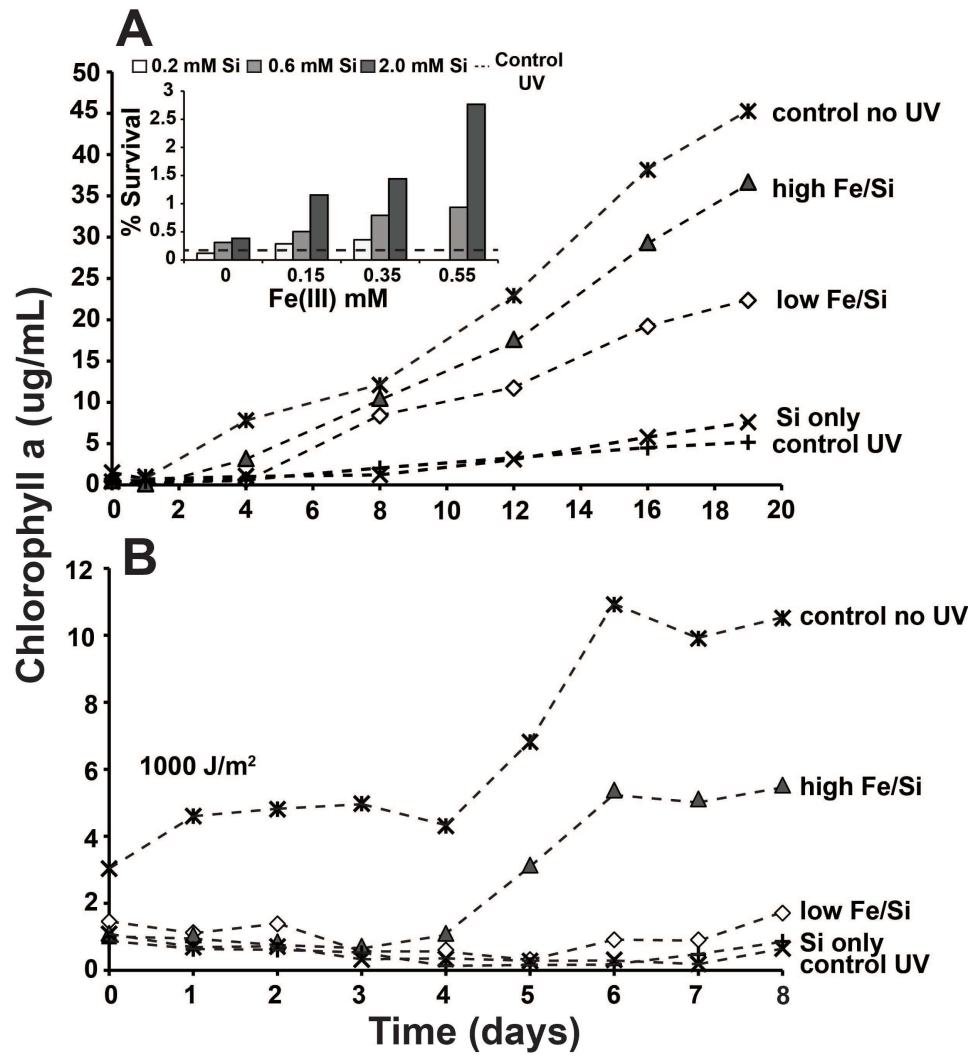 A
0.2 mM Si 0.6 mM Si 2.0 mM Si Control UV
% Survival
3
2.5
2
1.5
1
0.5
0
0 0.15 0.35 0.55
Fe(III) mM
50
45
40
35
30
25
20
15
10
5
0
control no UV
high Fe/Si
low Fe/Si
Si only
control UV
0 2 4 6 8 10 12 14 16 18 20
Chlorophyll a (ug/mL)
B
12
10
8
6
4
2
0
1000 J/m²
control no UV
high Fe/Si
low Fe/Si
Si only
control UV
0 1 2 3 4 5 6 7 8
Time (days)